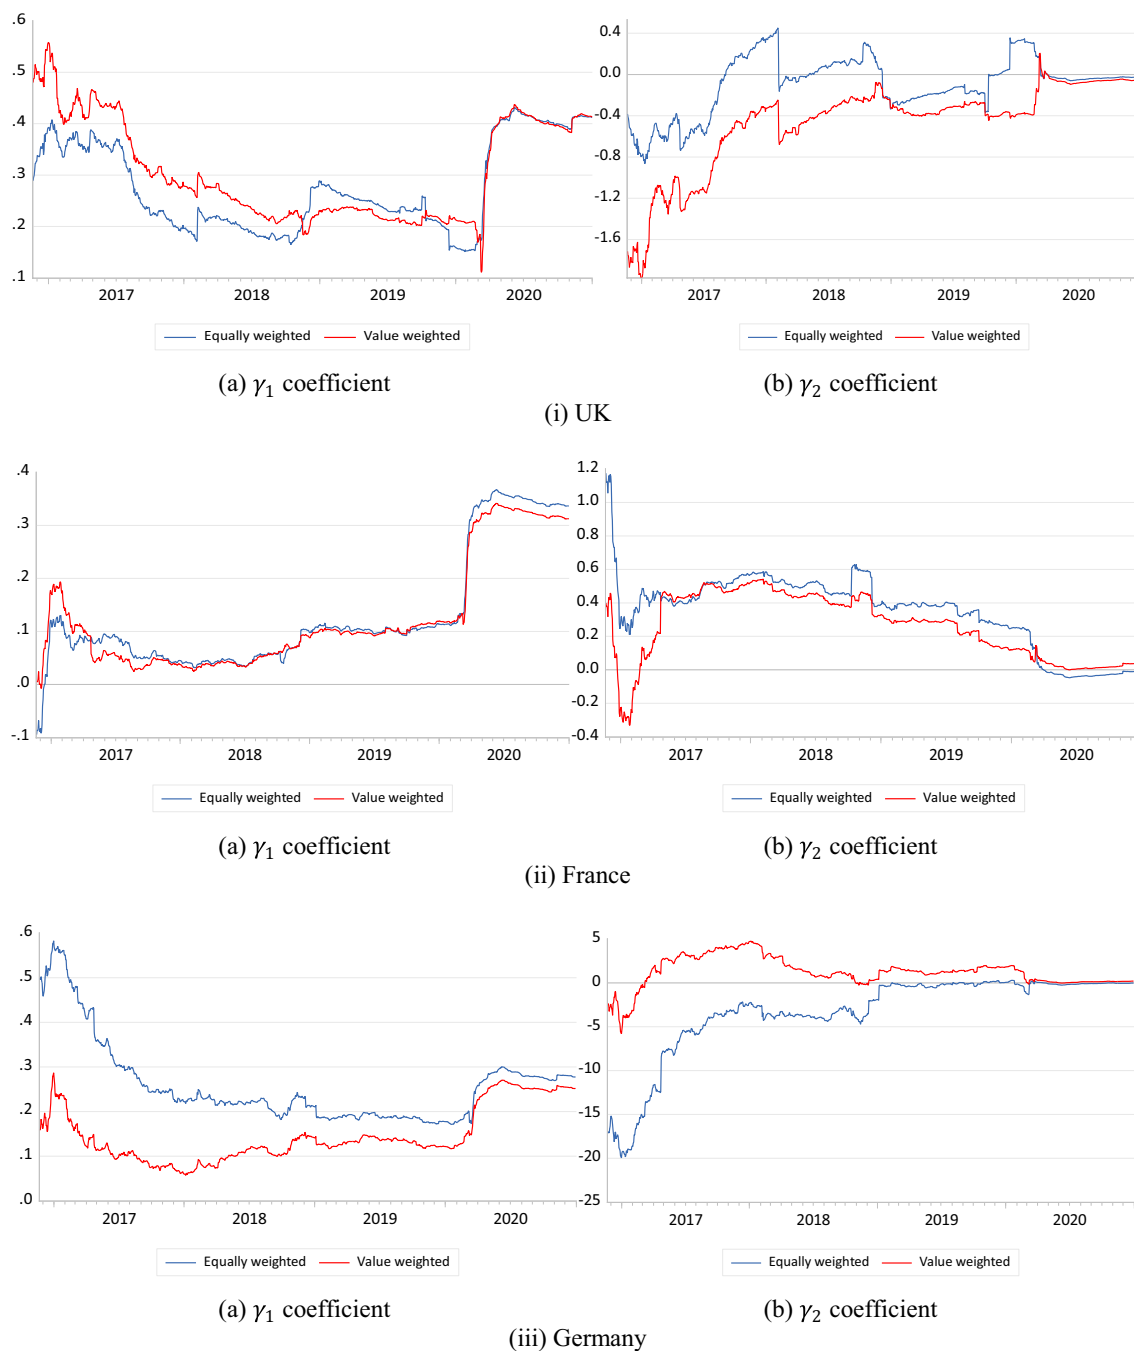 .6
.5
.4
.3
.2
.1
2017 2018 2019 2020
Equally weighted Value weighted
(a) γ1 coefficient
0.4
0.0
-0.4
-0.8
-1.2
-1.6
2017 2018 2019 2020
Equally weighted Value weighted
(b) γ2 coefficient
(i) UK
.4
.3
.2
.1
.0
-.1
2017 2018 2019 2020
Equally weighted Value weighted
(a) γ1 coefficient
1.2
1.0
0.8
0.6
0.4
0.2
0.0
-0.2
-0.4
2017 2018 2019 2020
Equally weighted Value weighted
(b) γ2 coefficient
(ii) France
.6
.5
.4
.3
.2
.1
.0
2017 2018 2019 2020
Equally weighted Value weighted
(a) γ1 coefficient
5
0
-5
-10
-15
-20
-25
2017 2018 2019 2020
Equally weighted Value weighted
(b) γ2 coefficient
(iii) Germany